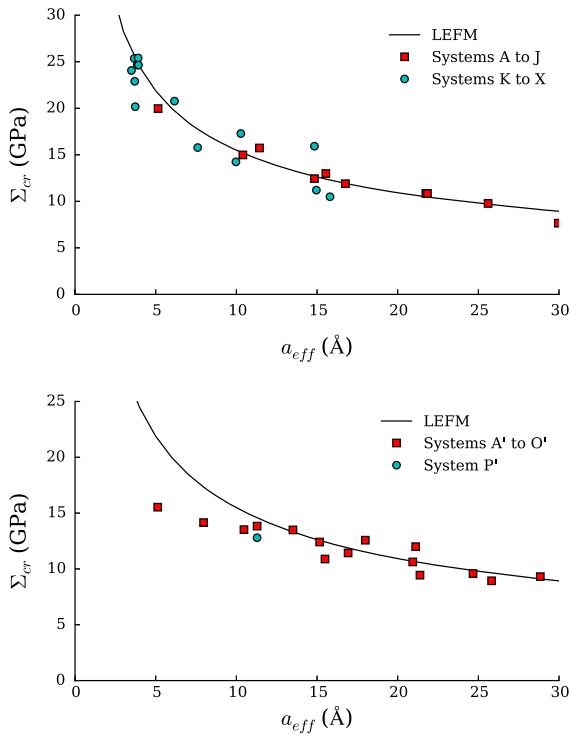 30
25
20
15
10
5
0
Σcr (GPa)
LEFM
Systems A to J
Systems K to X
0 5 10 15 20 25 30
aeff (Å)
25
20
15
10
5
0
Σcr (GPa)
LEFM
Systems A' to O'
System P'
0 5 10 15 20 25 30
aeff (Å)